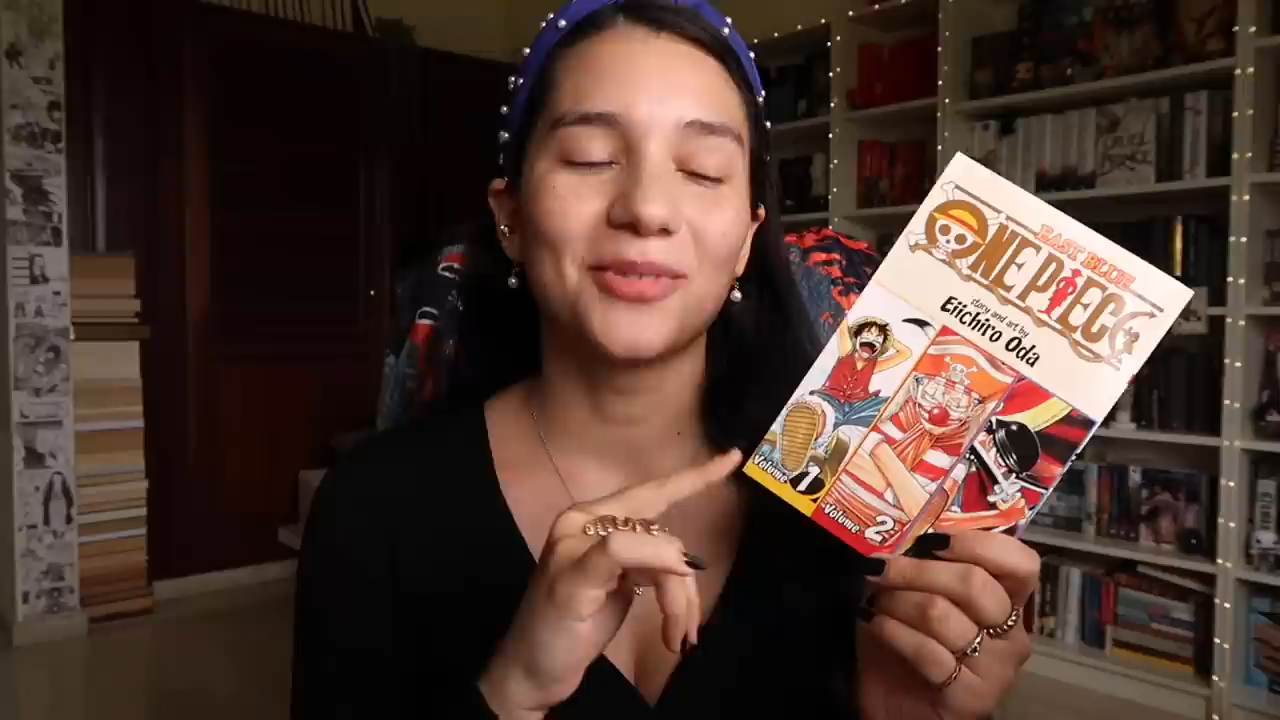 EAST BLUE
ONE PIECE
story and art by
Eiichiro Oda
Volume 1
Volume 2